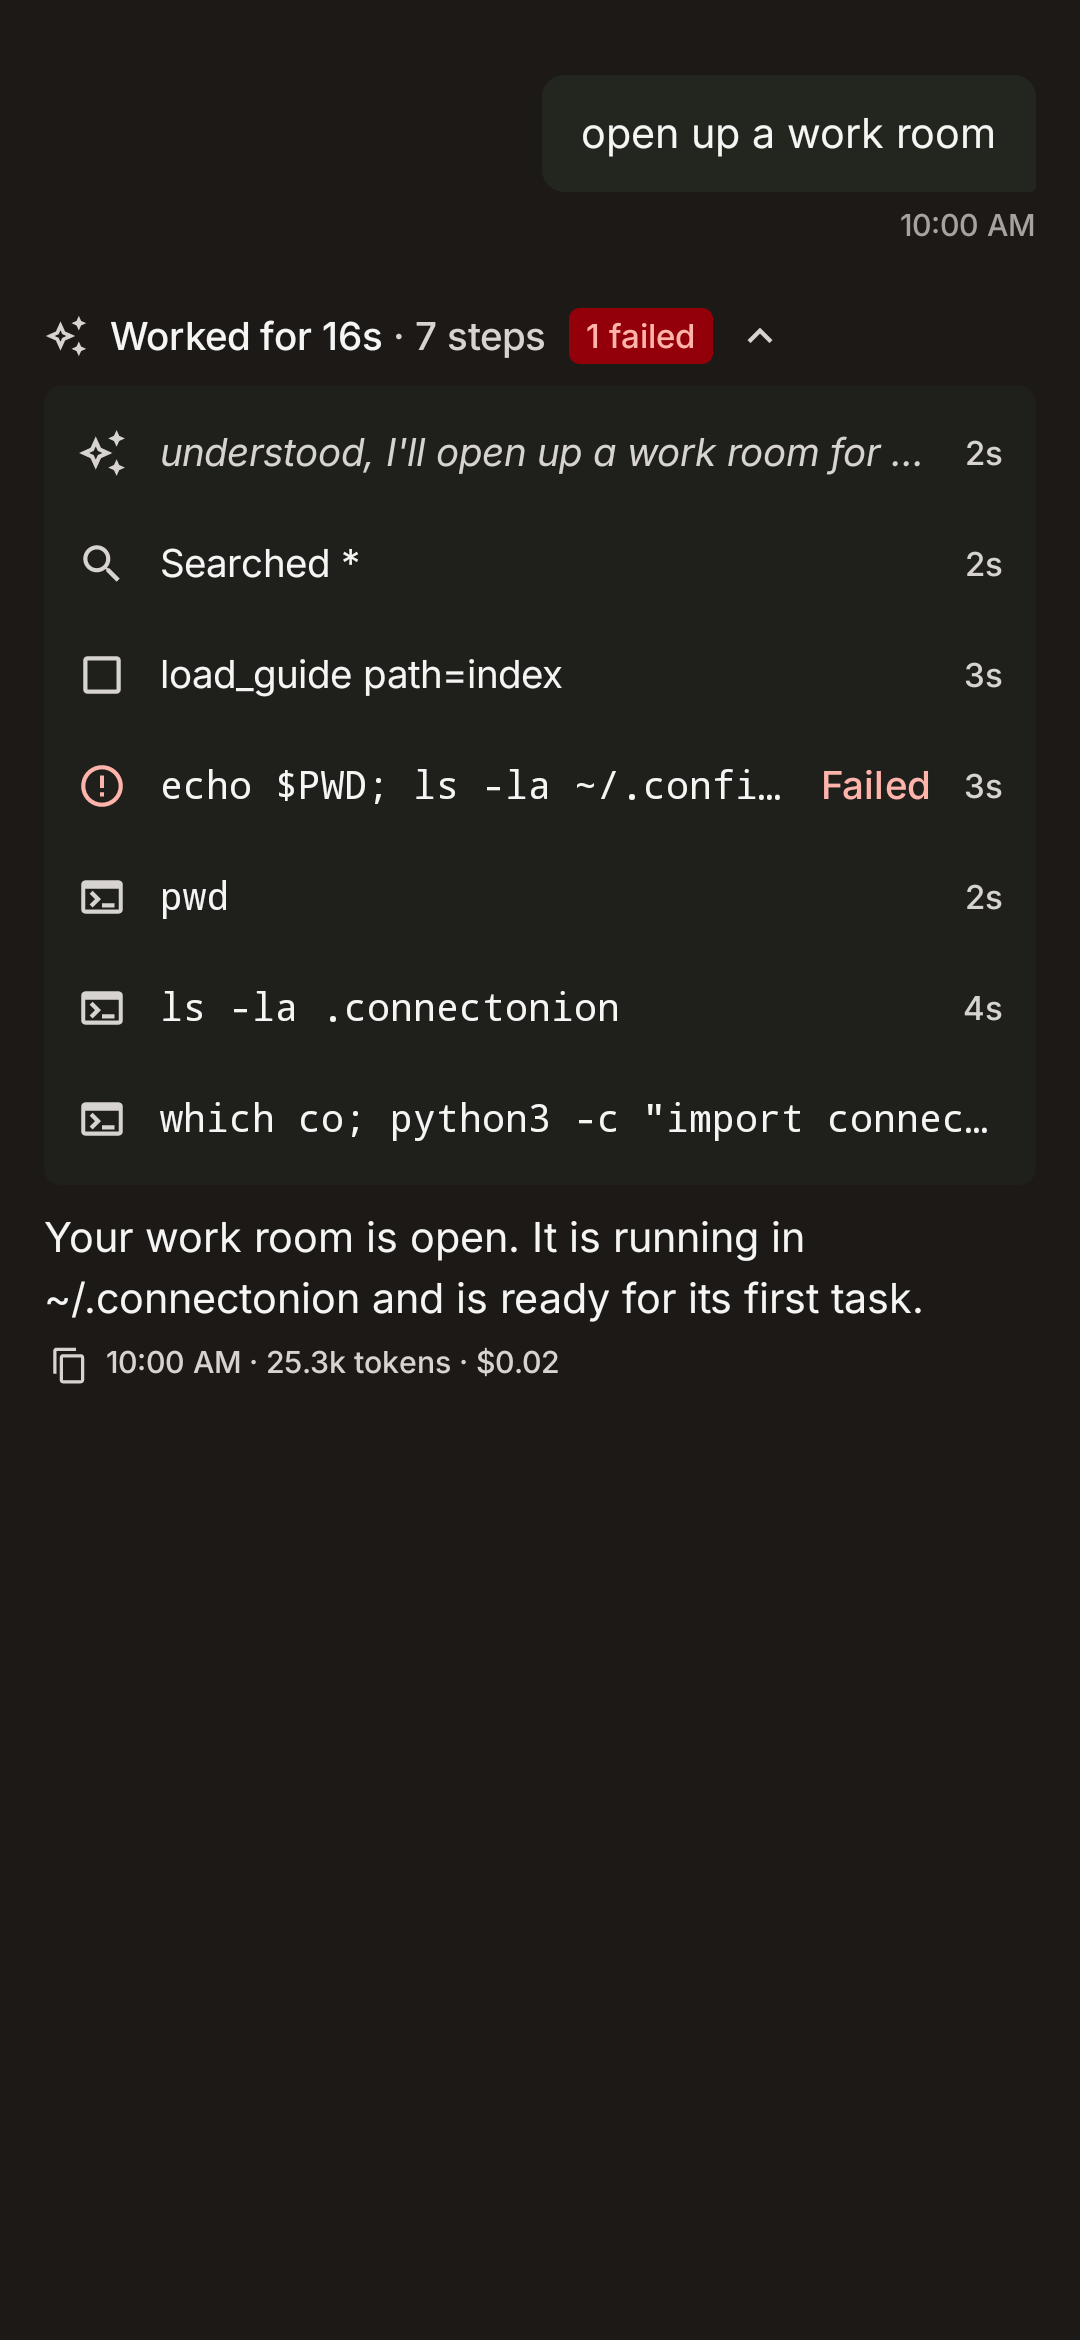 open up a work room
10:00 AM
Worked for 16s · 7 steps 1 failed
understood, I'll open up a work room for ... 2s
Searched * 2s
load_guide path=index 3s
echo $PWD; ls -la ~/.confi… Failed 3s
pwd 2s
ls -la .connectonion 4s
which co; python3 -c "import connec…
Your work room is open. It is running in
~/.connectonion and is ready for its first task.
10:00 AM · 25.3k tokens · $0.02